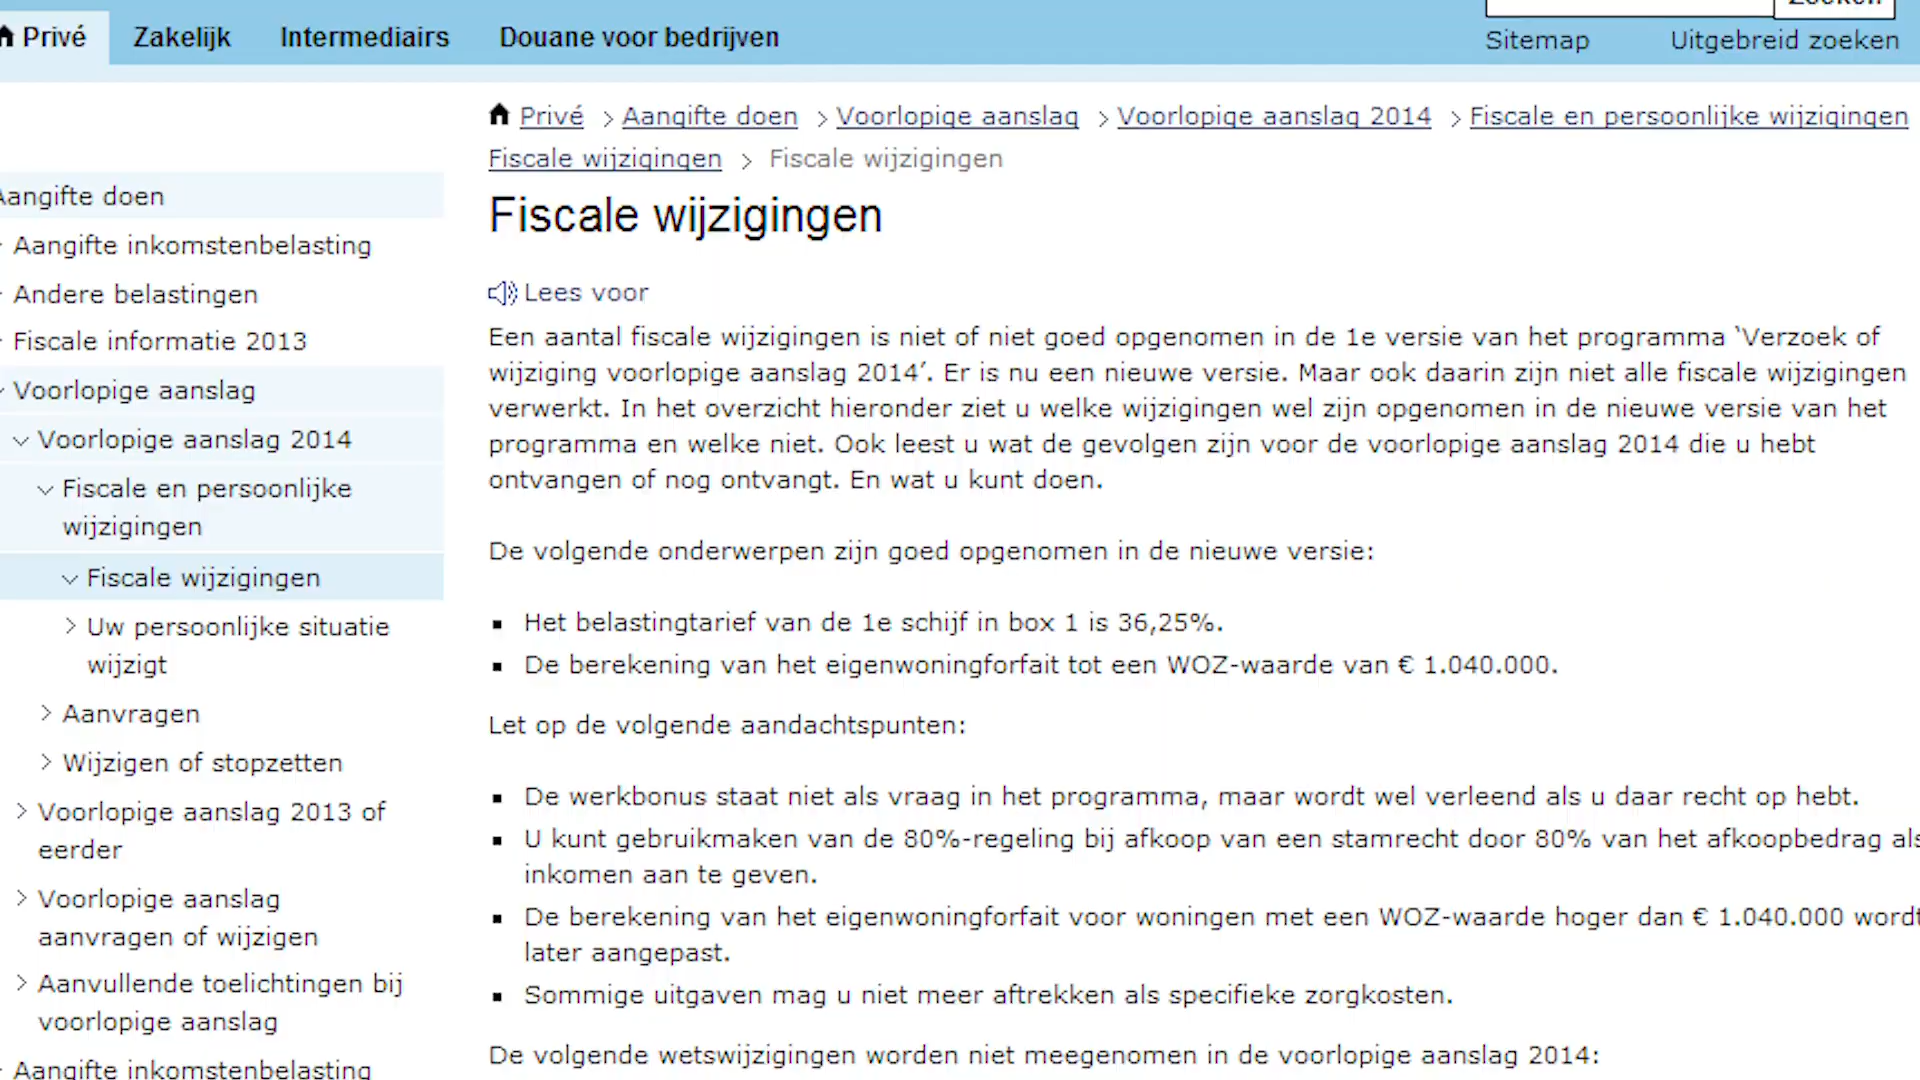 Privé Zakelijk Intermediairs Douane voor bedrijven
Sitemap Uitgebreid zoeken
Privé > Aangifte doen > Voorlopige aanslag > Voorlopige aanslag 2014 > Fiscale en persoonlijke wijzigingen
Fiscale wijzigingen > Fiscale wijzigingen
Aangifte doen
Aangifte inkomstenbelasting
Andere belastingen
Fiscale informatie 2013
Voorlopige aanslag
Voorlopige aanslag 2014
Fiscale en persoonlijke
wijzigingen
Fiscale wijzigingen
Uw persoonlijke situatie
wijzigt
Aanvragen
Wijzigen of stopzetten
Voorlopige aanslag 2013 of
eerder
Voorlopige aanslag
aanvragen of wijzigen
Aanvullende toelichtingen bij
voorlopige aanslag
Aangifte inkomstenbelasting
Fiscale wijzigingen
Lees voor
Een aantal fiscale wijzigingen is niet of niet goed opgenomen in de 1e versie van het programma ‘Verzoek of
wijziging voorlopige aanslag 2014’. Er is nu een nieuwe versie. Maar ook daarin zijn niet alle fiscale wijzigingen
verwerkt. In het overzicht hieronder ziet u welke wijzigingen wel zijn opgenomen in de nieuwe versie van het
programma en welke niet. Ook leest u wat de gevolgen zijn voor de voorlopige aanslag 2014 die u hebt
ontvangen of nog ontvangt. En wat u kunt doen.
De volgende onderwerpen zijn goed opgenomen in de nieuwe versie:
▪ Het belastingtarief van de 1e schijf in box 1 is 36,25%.
▪ De berekening van het eigenwoningforfait tot een WOZ-waarde van € 1.040.000.
Let op de volgende aandachtspunten:
▪ De werkbonus staat niet als vraag in het programma, maar wordt wel verleend als u daar recht op hebt.
▪ U kunt gebruikmaken van de 80%-regeling bij afkoop van een stamrecht door 80% van het afkoopbedrag als
inkomen aan te geven.
▪ De berekening van het eigenwoningforfait voor woningen met een WOZ-waarde hoger dan € 1.040.000 wordt
later aangepast.
▪ Sommige uitgaven mag u niet meer aftrekken als specifieke zorgkosten.
De volgende wetswijzigingen worden niet meegenomen in de voorlopige aanslag 2014: